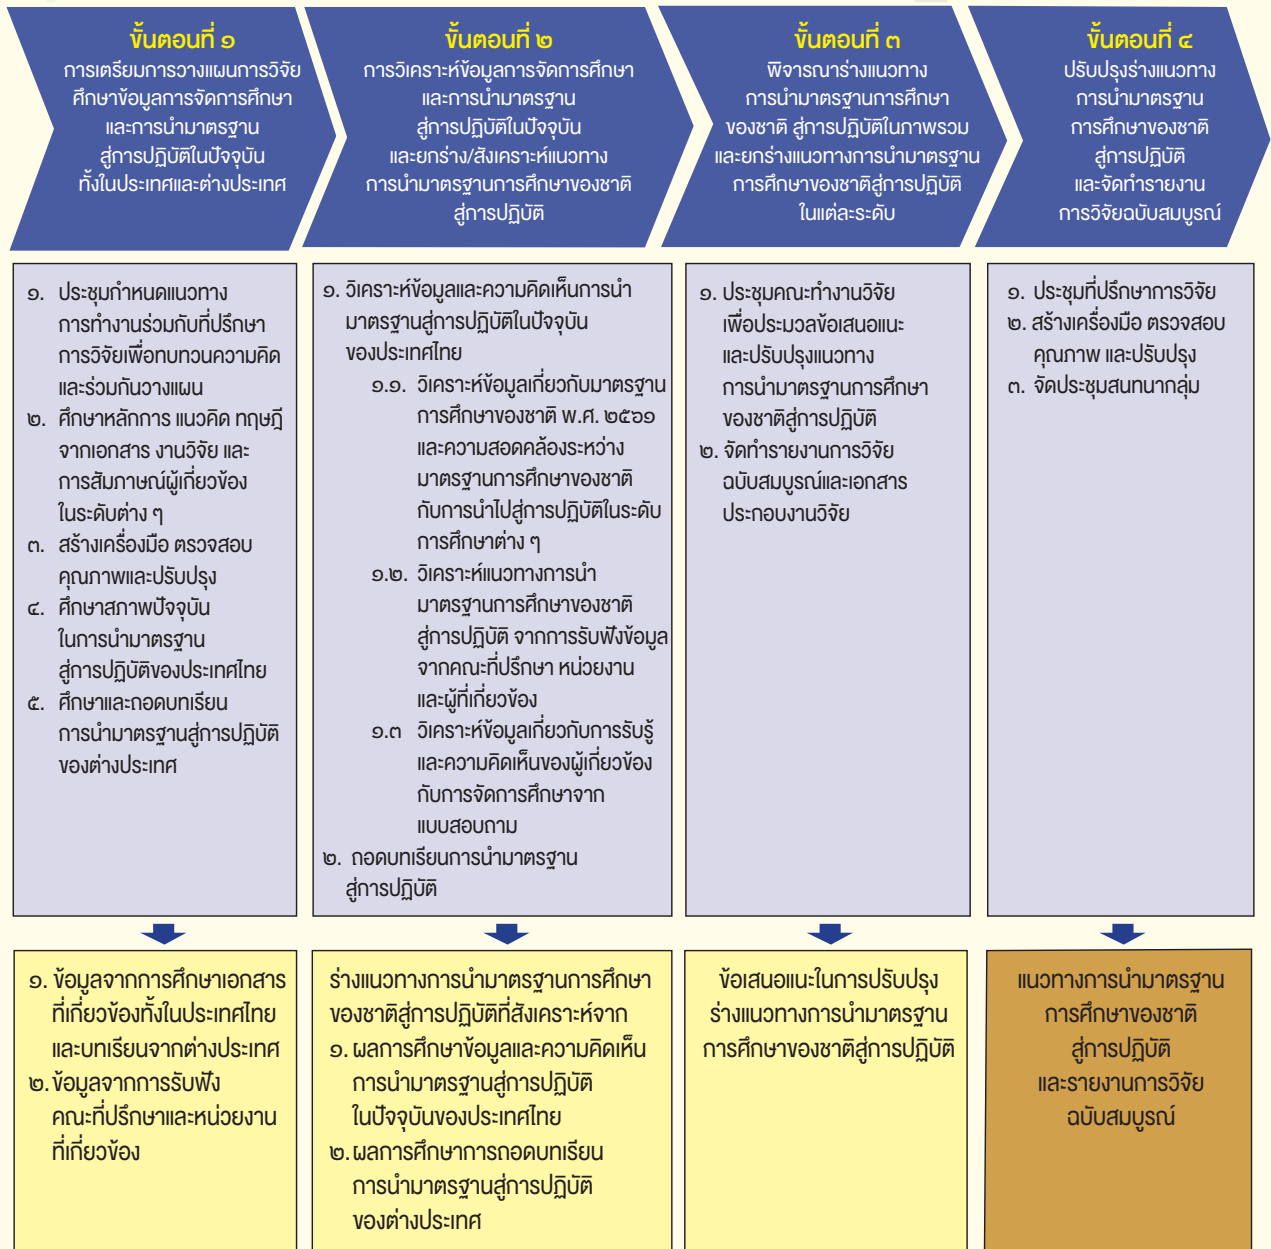 ขั้นตอนที่ ๑
การเตรียมการวางแผนการวิจัย
ศึกษาข้อมูลการจัดการศึกษา
และการนำมาตรฐาน
สู่การปฏิบัติในปัจจุบัน
ทั้งในประเทศและต่างประเทศ
ขั้นตอนที่ ๒
การวิเคราะห์ข้อมูลการจัดการศึกษา
และการนำมาตรฐาน
สู่การปฏิบัติในปัจจุบัน
และยกร่าง/สังเคราะห์แนวทาง
การนำมาตรฐานการศึกษาของชาติ
สู่การปฏิบัติ
ขั้นตอนที่ ๓
พิจารณาร่างแนวทาง
การนำมาตรฐานการศึกษา
ของชาติ สู่การปฏิบัติในภาพรวม
และยกร่างแนวทางการนำมาตรฐาน
การศึกษาของชาติสู่การปฏิบัติ
ในแต่ละระดับ
ขั้นตอนที่ ๔
ปรับปรุงร่างแนวทาง
การนำมาตรฐาน
การศึกษาของชาติ
สู่การปฏิบัติ
และจัดทำรายงาน
การวิจัยฉบับสมบูรณ์
๑. ประชุมกำหนดแนวทาง
การทำงานร่วมกับที่ปรึกษา
การวิจัยเพื่อทบทวนความคิด
และร่วมกันวางแผน
๒. ศึกษาหลักการ แนวคิด ทฤษฎี
จากเอกสาร งานวิจัย และ
การสัมภาษณ์ผู้เกี่ยวข้อง
ในระดับต่าง ๆ
๓. สร้างเครื่องมือ ตรวจสอบ
คุณภาพและปรับปรุง
๔. ศึกษาสภาพปัจจุบัน
ในการนำมาตรฐาน
สู่การปฏิบัติของประเทศไทย
๕. ศึกษาและถอดบทเรียน
การนำมาตรฐานสู่การปฏิบัติ
ของต่างประเทศ
๑. วิเคราะห์ข้อมูลและความคิดเห็นการนำ
มาตรฐานสู่การปฏิบัติในปัจจุบัน
ของประเทศไทย
๑.๑. วิเคราะห์ข้อมูลเกี่ยวกับมาตรฐาน
การศึกษาของชาติ พ.ศ. ๒๕๖๑
และความสอดคล้องระหว่าง
มาตรฐานการศึกษาของชาติ
กับการนำไปสู่การปฏิบัติในระดับ
การศึกษาต่าง ๆ
๑.๒. วิเคราะห์แนวทางการนำ
มาตรฐานการศึกษาของชาติ
สู่การปฏิบัติ จากการรับฟังข้อมูล
จากคณะที่ปรึกษา หน่วยงาน
และผู้ที่เกี่ยวข้อง
๑.๓ วิเคราะห์ข้อมูลเกี่ยวกับการรับรู้
และความคิดเห็นของผู้เกี่ยวข้อง
กับการจัดการศึกษาจาก
แบบสอบถาม
๒. ถอดบทเรียนการนำมาตรฐาน
สู่การปฏิบัติ
๑. ประชุมคณะทำงานวิจัย
เพื่อประมวลข้อเสนอแนะ
และปรับปรุงแนวทาง
การนำมาตรฐานการศึกษา
ของชาติสู่การปฏิบัติ
๒. จัดทำรายงานการวิจัย
ฉบับสมบูรณ์และเอกสาร
ประกอบงานวิจัย
๑. ประชุมที่ปรึกษาการวิจัย
๒. สร้างเครื่องมือ ตรวจสอบ
คุณภาพ และปรับปรุง
๓. จัดประชุมสนทนากลุ่ม
๑. ข้อมูลจากการศึกษาเอกสาร
ที่เกี่ยวข้องทั้งในประเทศไทย
และบทเรียนจากต่างประเทศ
๒. ข้อมูลจากการรับฟัง
คณะที่ปรึกษาและหน่วยงาน
ที่เกี่ยวข้อง
ร่างแนวทางการนำมาตรฐานการศึกษา
ของชาติสู่การปฏิบัติที่สังเคราะห์จาก
๑. ผลการศึกษาข้อมูลและความคิดเห็น
การนำมาตรฐานสู่การปฏิบัติ
ในปัจจุบันของประเทศไทย
๒. ผลการศึกษาการถอดบทเรียน
การนำมาตรฐานสู่การปฏิบัติ
ของต่างประเทศ
ข้อเสนอแนะในการปรับปรุง
ร่างแนวทางการนำมาตรฐาน
การศึกษาของชาติสู่การปฏิบัติ
แนวทางการนำมาตรฐาน
การศึกษาของชาติ
สู่การปฏิบัติ
และรายงานการวิจัย
ฉบับสมบูรณ์